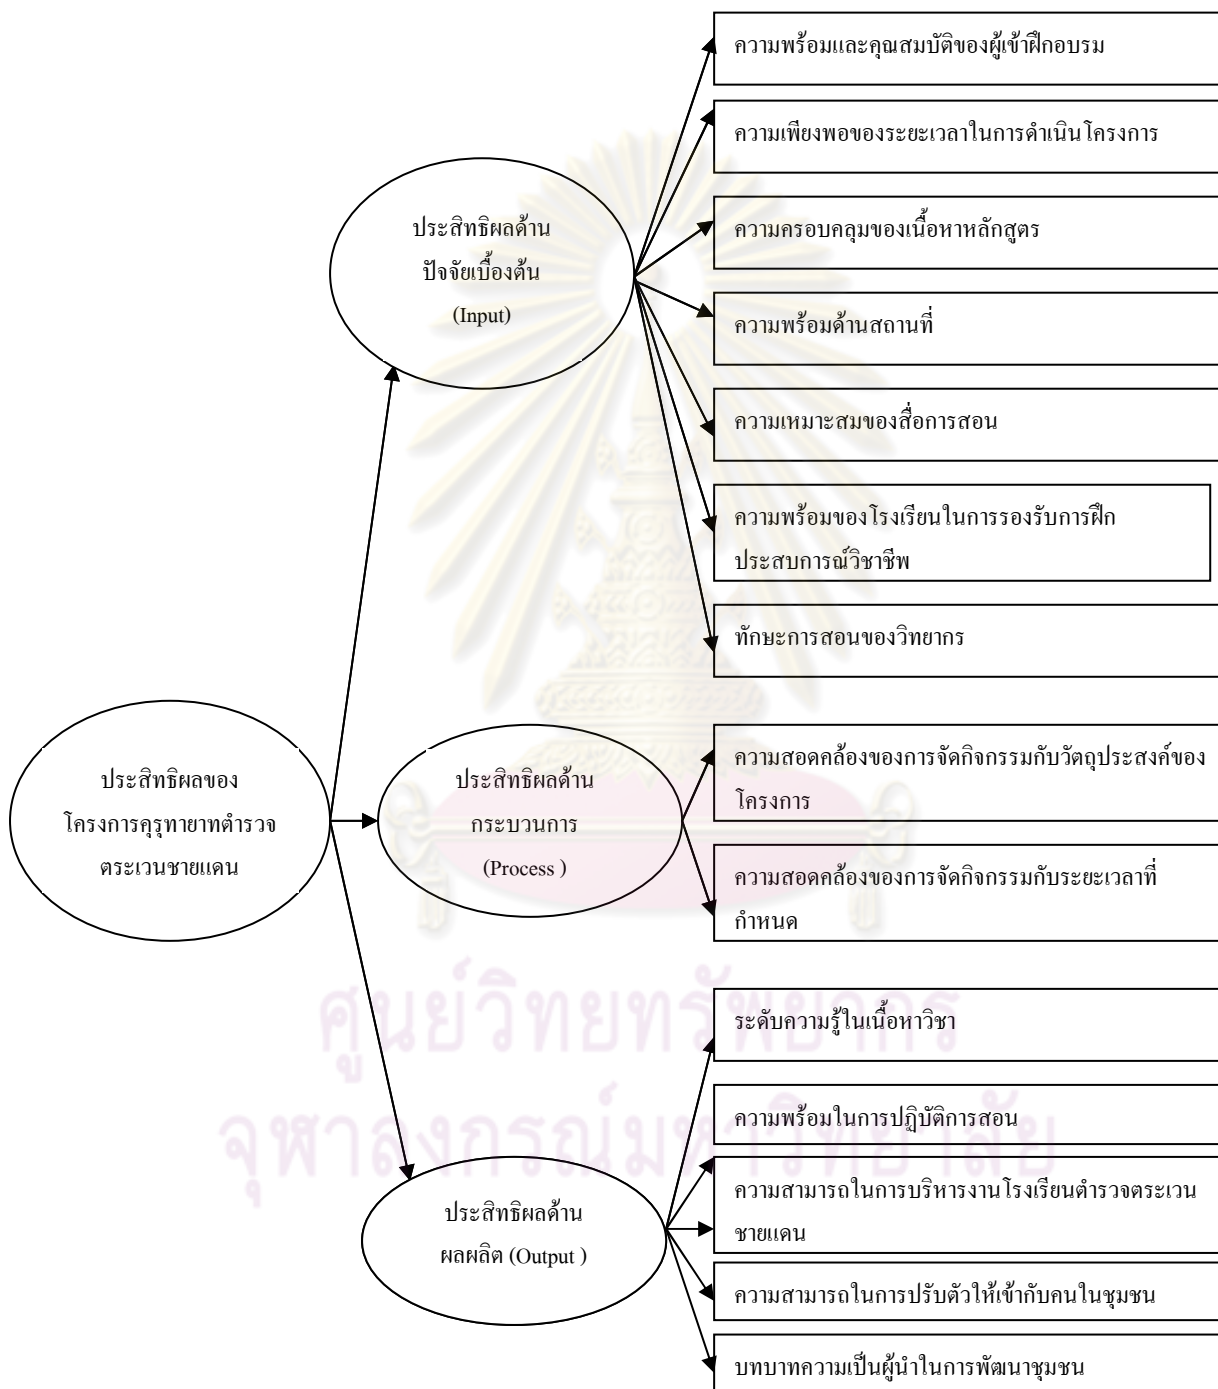 ความพร้อมและคุณสมบัติของผู้เข้าฝึกอบรม
ความเพียงพอของระยะเวลาในการดำเนินโครงการ
ประสิทธิผลด้าน
ปัจจัยเบื้องต้น
(Input)
ความครอบคลุมของเนื้อหาหลักสูตร
ความพร้อมด้านสถานที่
ความเหมาะสมของสื่อการสอน
ความพร้อมของโรงเรียนในการรองรับการฝึก
ประสบการณ์วิชาชีพ
ทักษะการสอนของวิทยากร
ประสิทธิผลของ
โครงการคุรุทายาทตำรวจ
ตระเวนชายแดน
ประสิทธิผลด้าน
กระบวนการ
(Process )
ความสอดคล้องของการจัดกิจกรรมกับวัตถุประสงค์ของ
โครงการ
ความสอดคล้องของการจัดกิจกรรมกับระยะเวลาที่
กำหนด
ศูนย์วิทยทรัพยากร
จุฬาลงกรณ์มหาวิทยาลัย
ประสิทธิผลด้าน
ผลผลิต (Output )
ระดับความรู้ในเนื้อหาวิชา
ความพร้อมในการปฏิบัติการสอน
ความสามารถในการบริหารงานโรงเรียนตำรวจตระเวน
ชายแดน
ความสามารถในการปรับตัวให้เข้ากับคนในชุมชน
บทบาทความเป็นผู้นำในการพัฒนาชุมชน